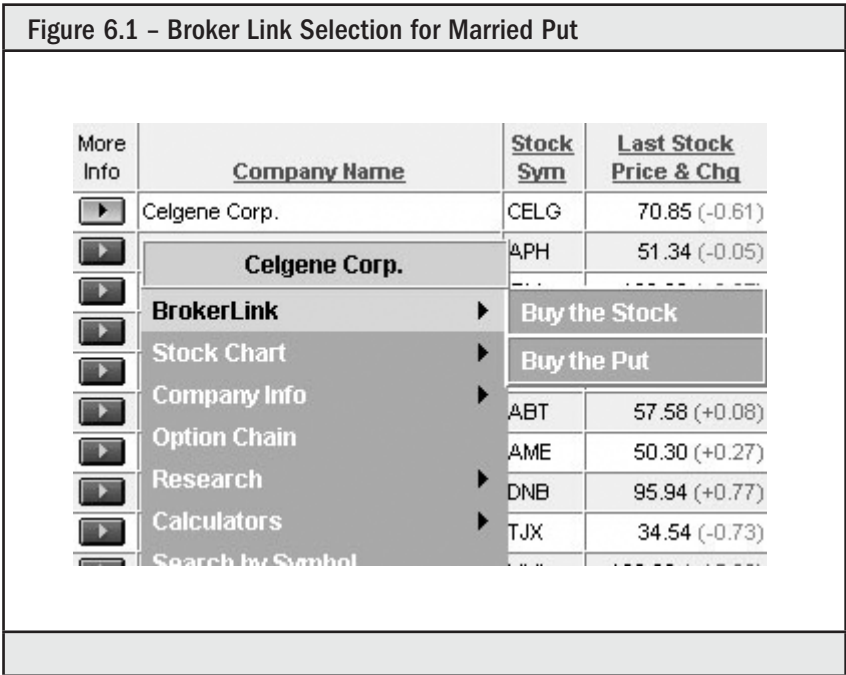 Figure 6.1 – Broker Link Selection for Married Put
More Info
Company Name
Stock Sym
Last Stock Price & Chg
Celgene Corp. CELG 70.85 (-0.61)
Celgene Corp.
APH 51.34 (-0.05)
BrokerLink
Buy the Stock
Stock Chart
Buy the Put
Company Info
ABT 57.58 (+0.08)
Option Chain
AME 50.30 (+0.27)
Research
DNB 95.94 (+0.77)
Calculators
TJX 34.54 (-0.73)
Search by Symbol